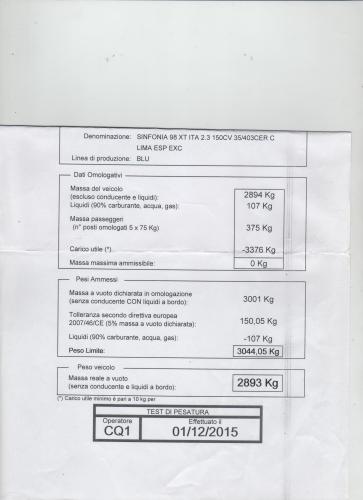 Denominazione: SINFONIA 98 XT ITA 2.3 150CV 35/403CER C
LIMA ESP EXC
Linea di produzione: BLU
Dati Omologativi
Massa del veicolo
(escluso conducente e liquidi): 2894 Kg
Liquidi (90% carburante, acqua, gas): 107 Kg
Massa passeggeri
(n° posti omologati 5 x 75 Kg) 375 Kg
Carico utile (*). -3376 Kg
Massa massima ammissibile: 0 Kg
Pesi Ammessi
Massa a vuoto dichiarata in omologazione
(senza conducente CON liquidi a bordo): 3001 Kg
Tolleranza secondo direttiva europea
2007/46/CE (5% massa a vuoto dichiarata): 150,05 Kg
Liquidi (90% carburante, acqua, gas): -107 Kg
Peso Limite: 3044,05 Kg
Peso veicolo
Massa reale a vuoto
(senza conducente e liquidi a bordo): 2893 Kg
(*) Carico utile minimo è pari a 10 kg per
TEST DI PESATURA
Operatore Effettuato il
CQ1 01/12/2015